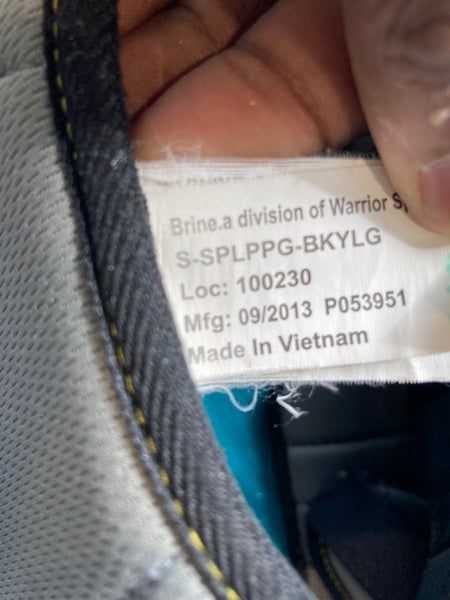 Brine.a division of Warrior
S-SPLPPG-BKYLG
Loc: 100230
Mfg: 09/2013 P053951
Made In Vietnam